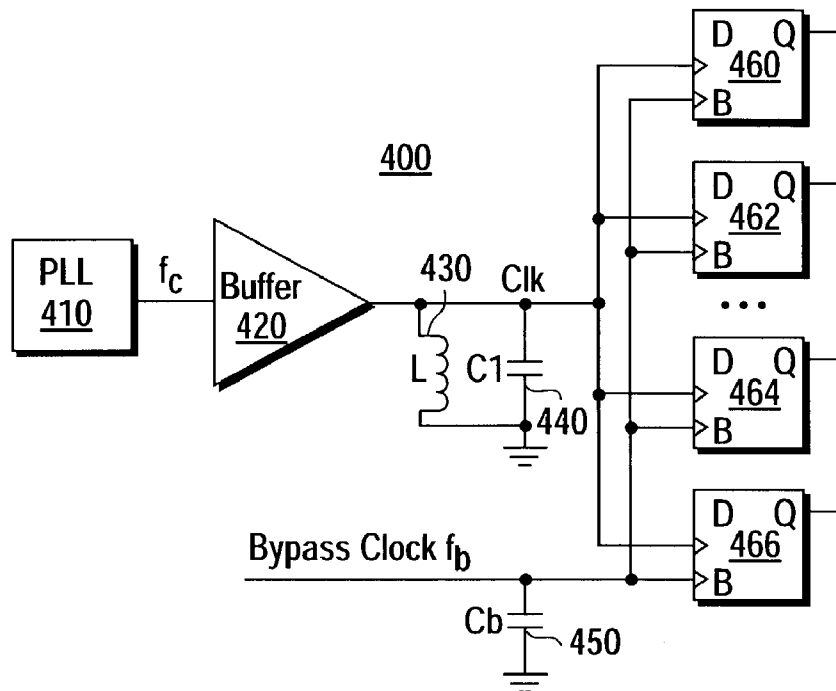 D Q
460
B
400
D Q
462
B
PLL
410
f_c
Buffer
420
430
Clk
L
C1
440
...
D Q
464
B
D Q
466
B
Bypass Clock f_b
Cb
450